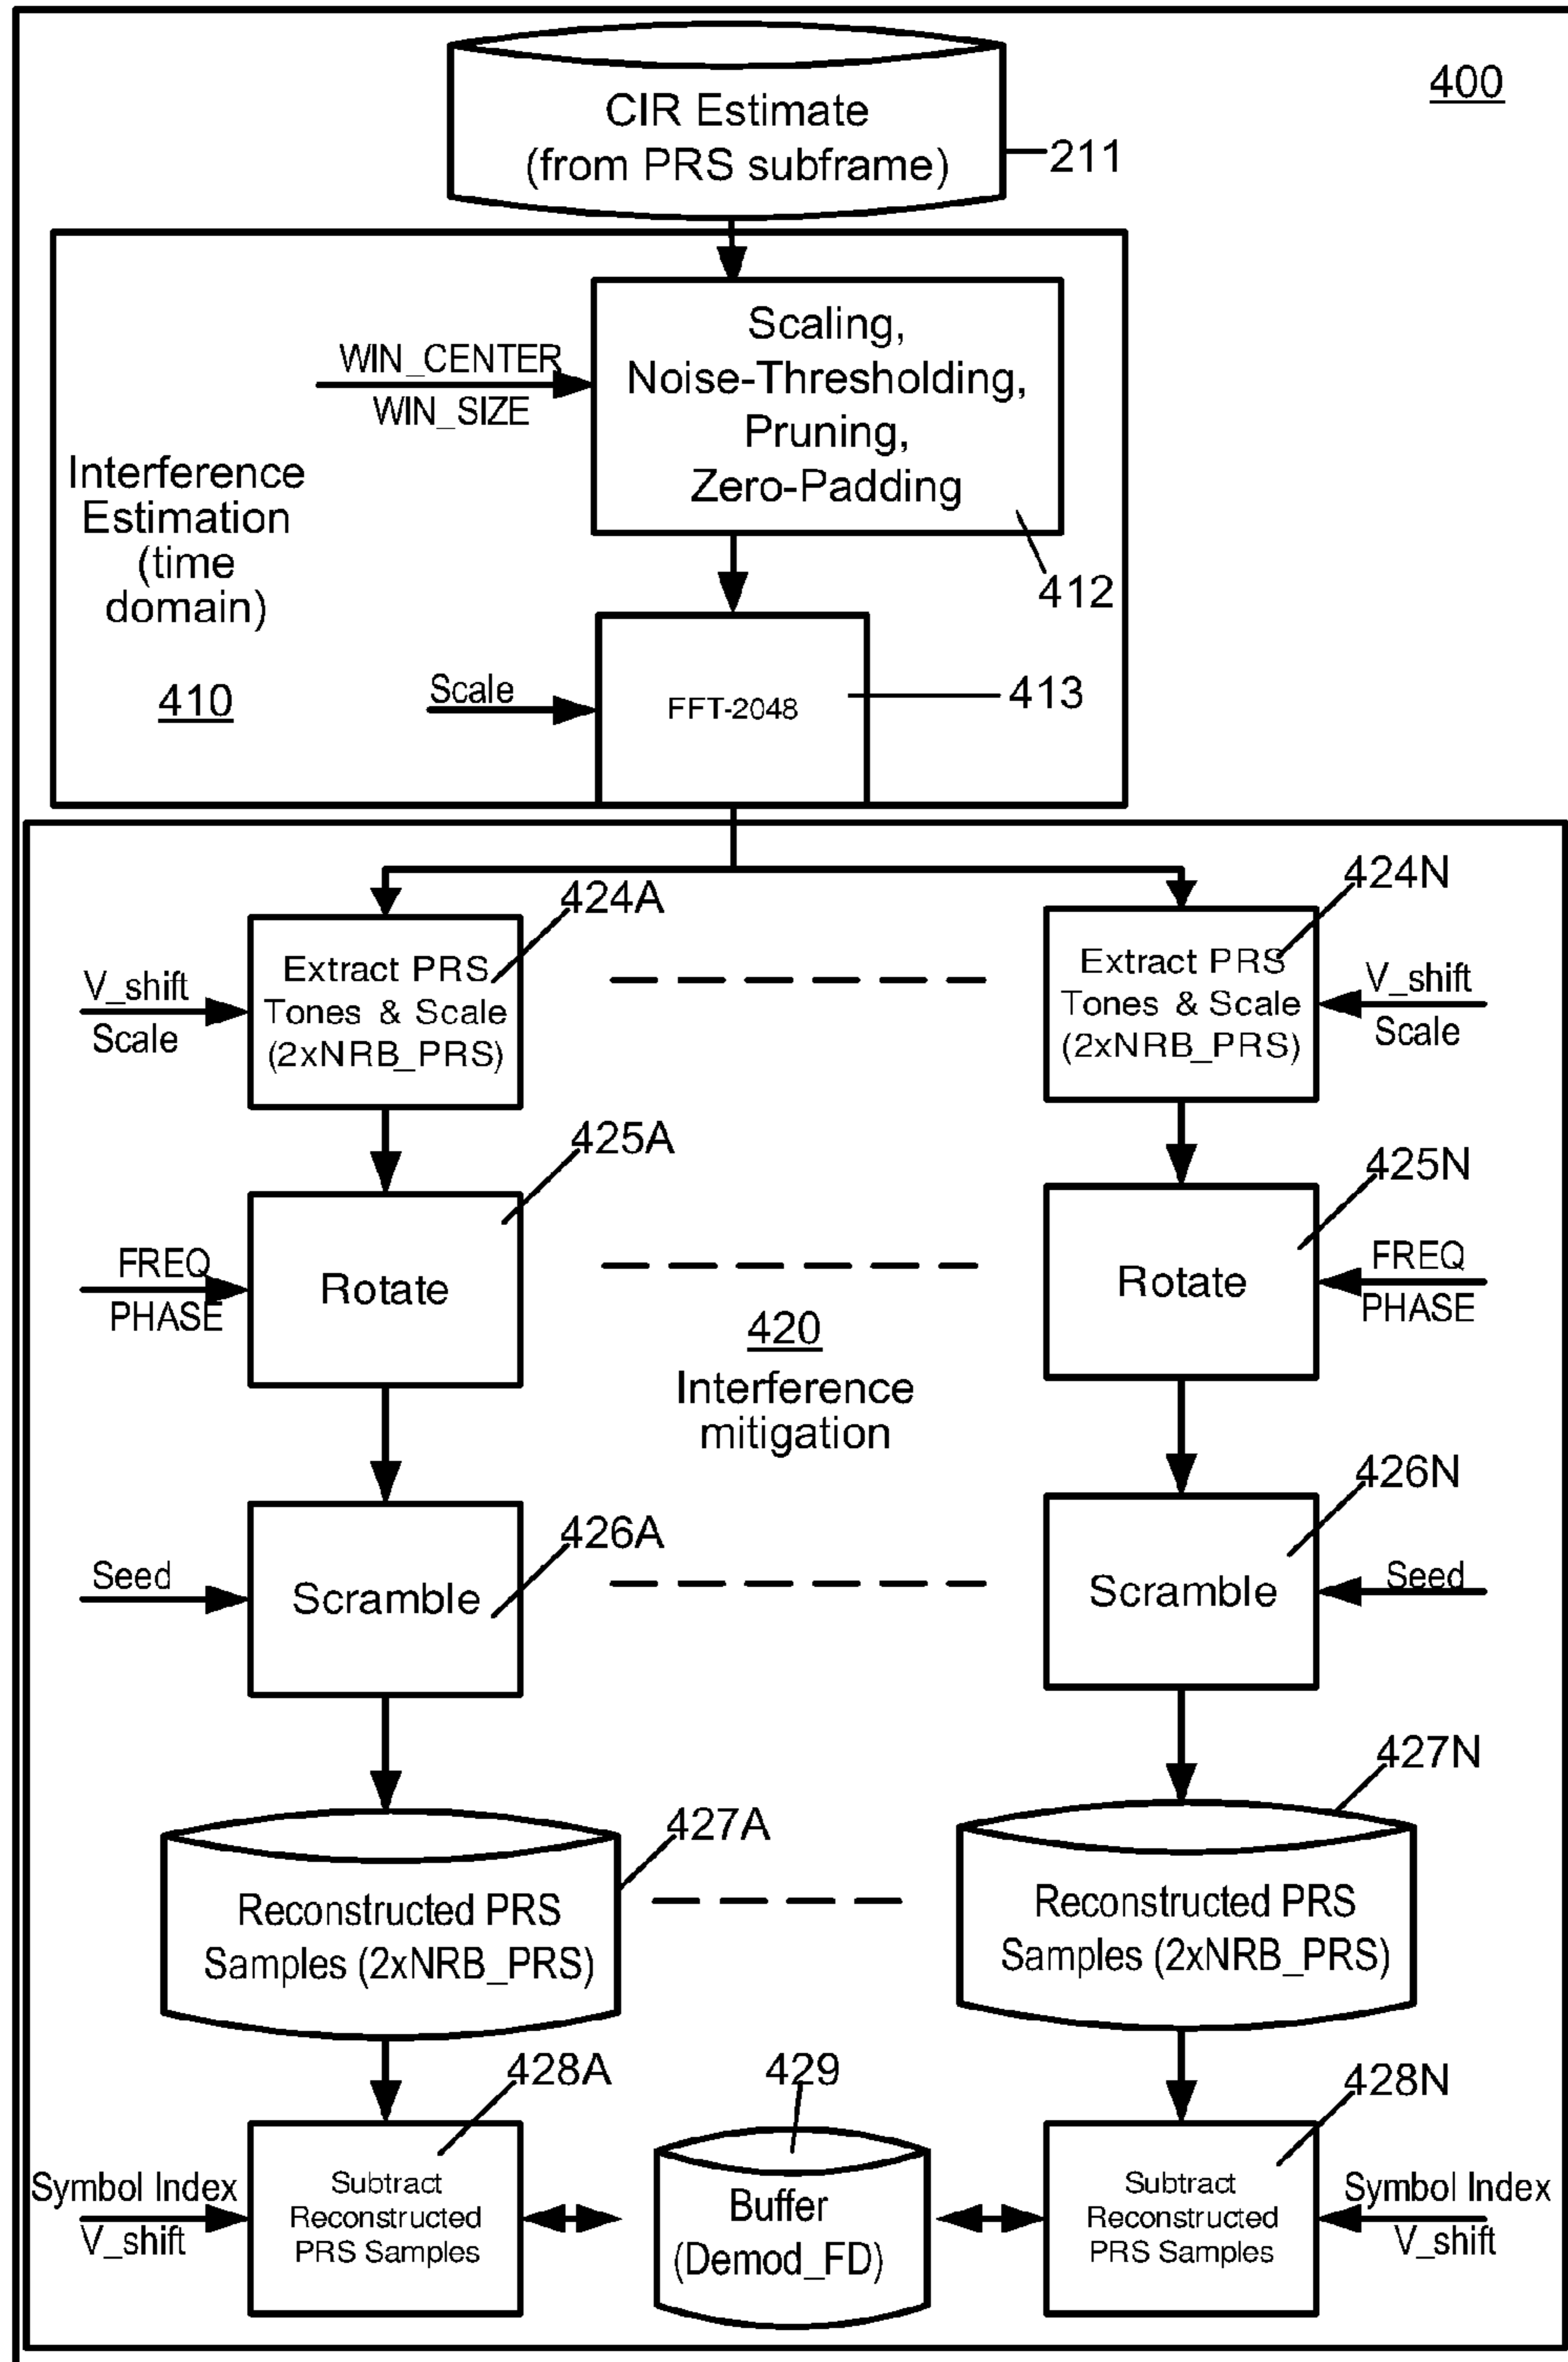 400
CIR Estimate
(from PRS subframe)
211
Scaling,
Noise-Thresholding,
Pruning,
Zero-Padding
WIN_CENTER
WIN_SIZE
Interference
Estimation
(time
domain)
410
412
Scale
FFT-2048
413
424A
Extract PRS
Tones & Scale
(2xNRB_PRS)
V_shift
Scale
424N
Extract PRS
Tones & Scale
(2xNRB_PRS)
V_shift
Scale
425A
Rotate
FREQ
PHASE
425N
Rotate
FREQ
PHASE
420
Interference
mitigation
426A
Scramble
Seed
426N
Scramble
Seed
427A
Reconstructed PRS
Samples (2xNRB_PRS)
427N
Reconstructed PRS
Samples (2xNRB_PRS)
428A
Symbol Index
V_shift
Subtract
Reconstructed
PRS Samples
429
Buffer
(Demod_FD)
428N
Subtract
Reconstructed
PRS Samples
Symbol Index
V_shift